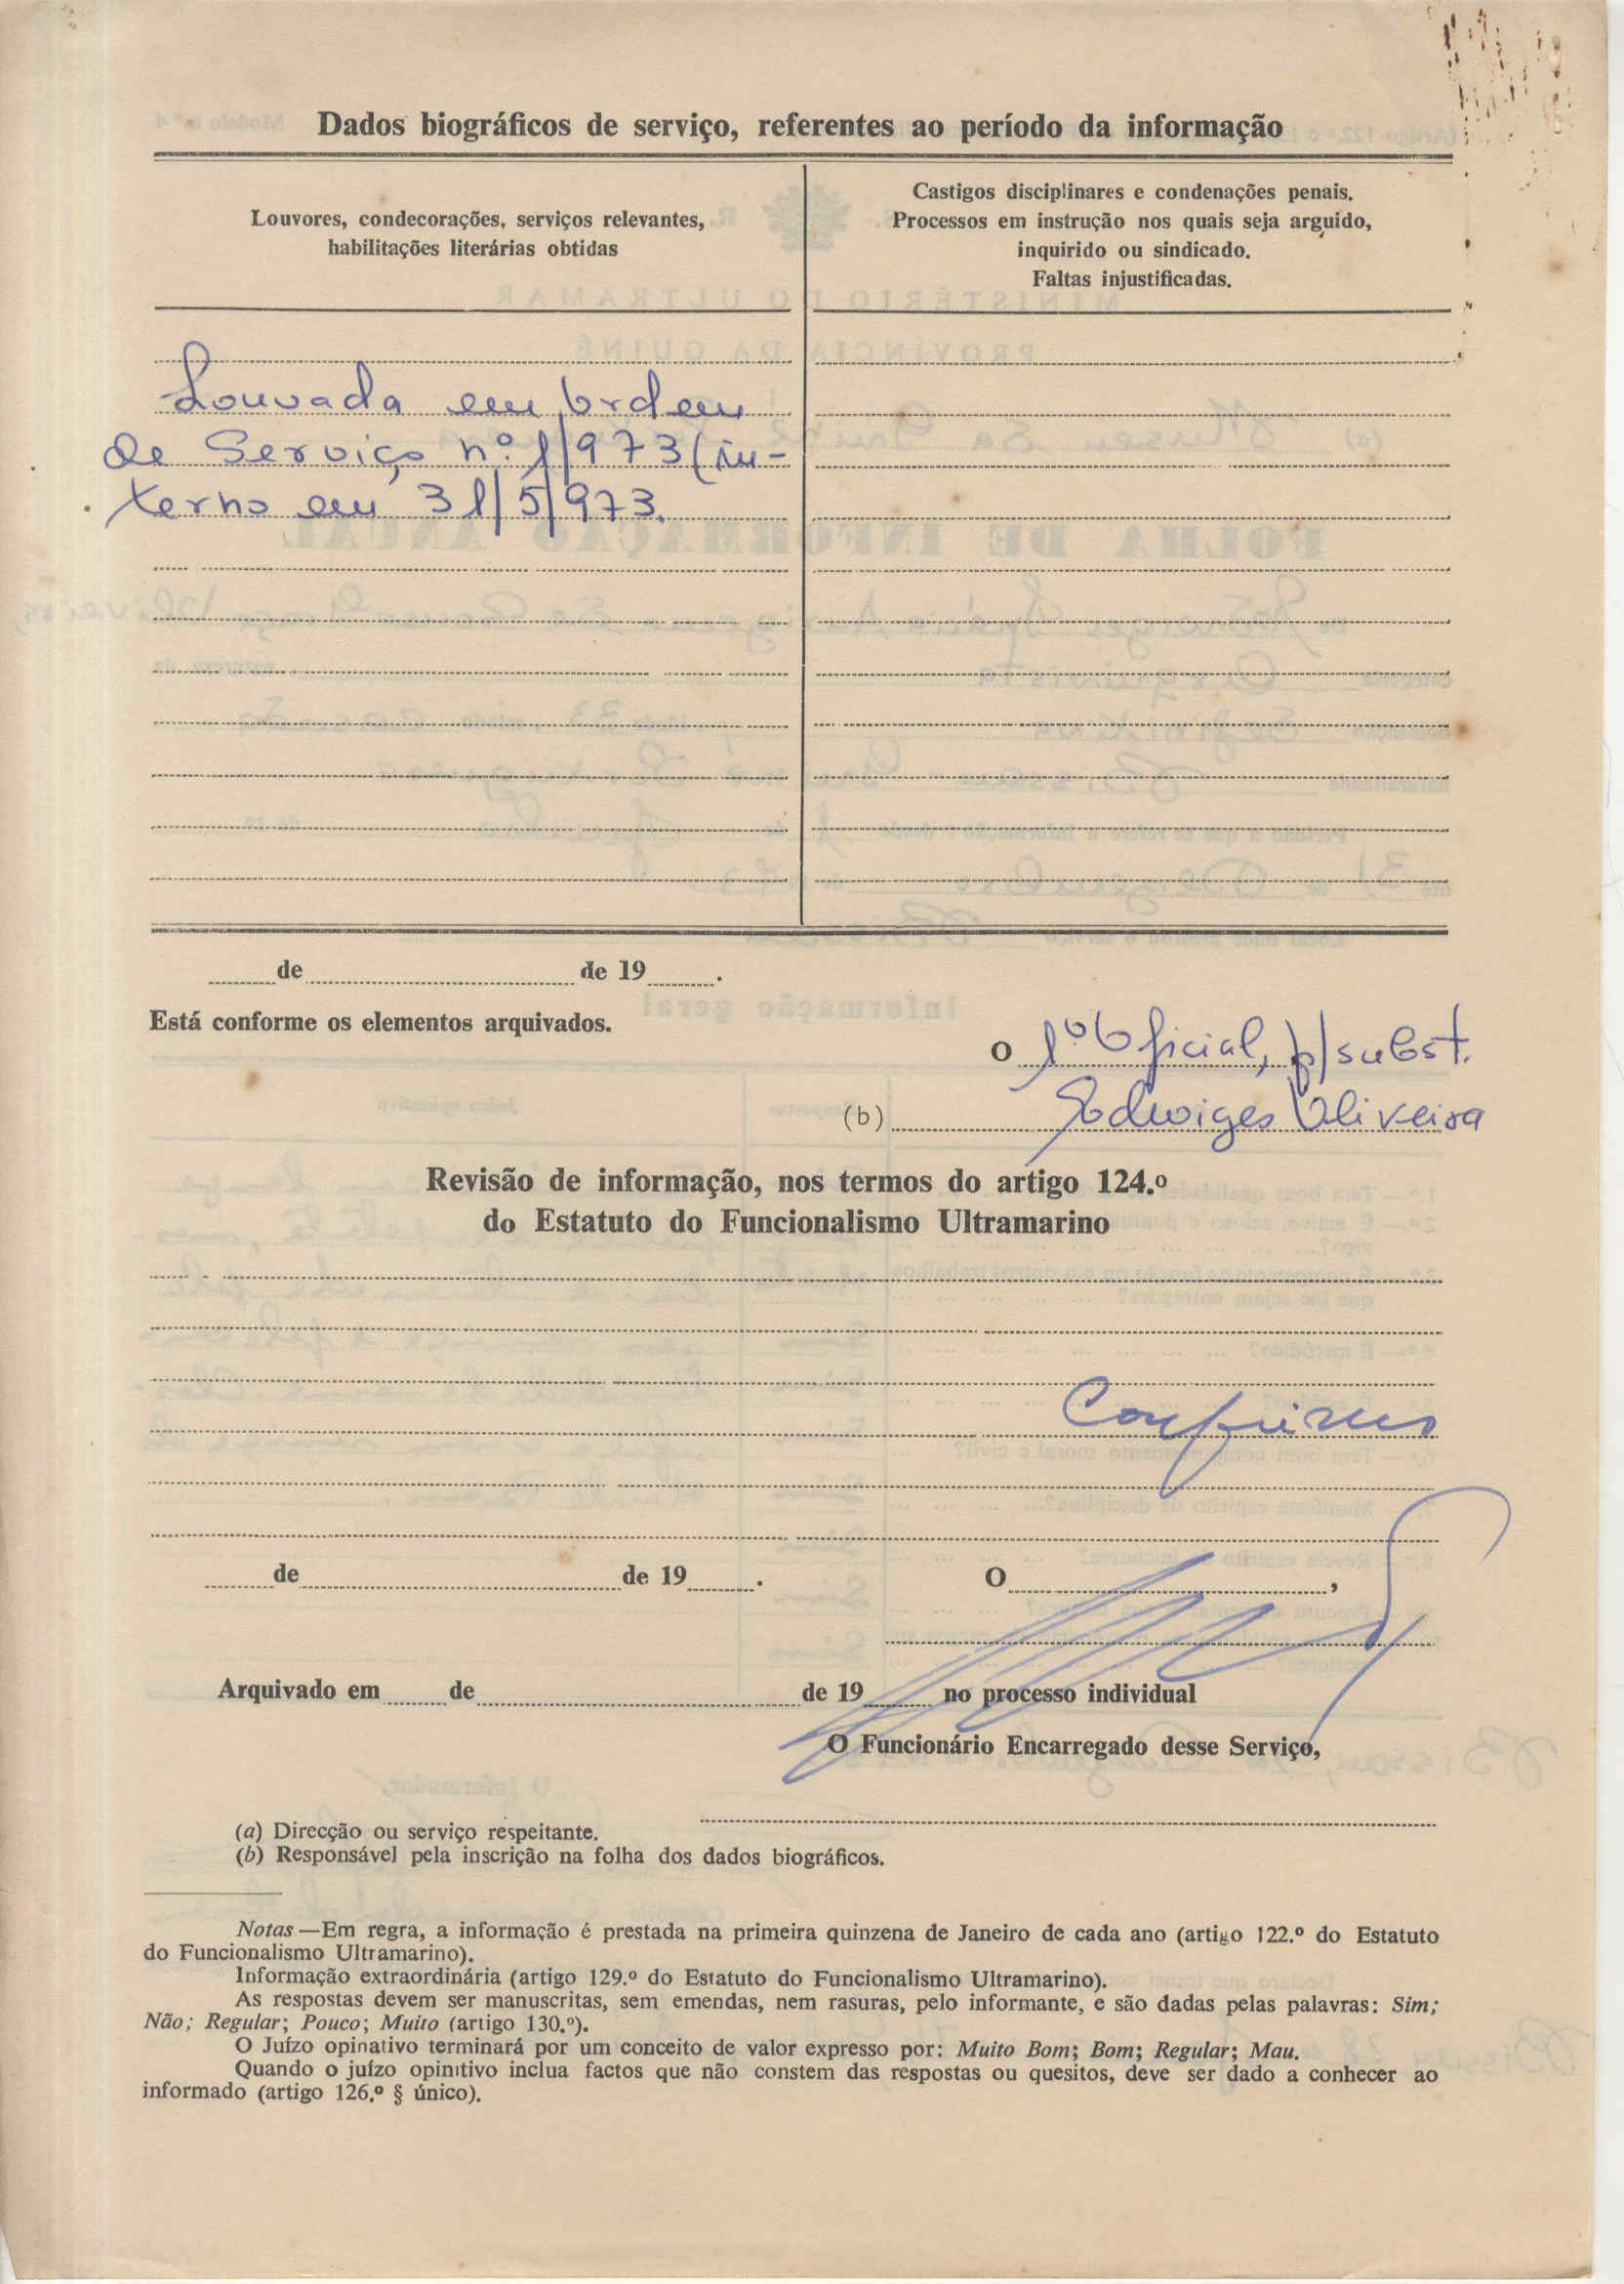 Dados biográficos de serviço, referentes ao período da informação
Louvores, condecorações, serviços relevantes,
habilitações literárias obtidas
Castigos disciplinares e condenações penais.
Processos em instrução nos quais seja arguido,
inquirido ou sindicado.
Faltas injustificadas.
Louvada em ordem
de Serviço nº. 1/973 (in-
terno em 31/5/973.
de de 19 .
Está conforme os elementos arquivados.
O 1º. Oficial, p/subst.
(b) Edwiges Oliveira
Revisão de informação, nos termos do artigo 124.º
do Estatuto do Funcionalismo Ultramarino
Confirmo
de de 19 . O ,
Arquivado em de de 19 no processo individual
O Funcionário Encarregado desse Serviço,
(a) Direcção ou serviço respeitante.
(b) Responsável pela inscrição na folha dos dados biográficos.
Notas—Em regra, a informação é prestada na primeira quinzena de Janeiro de cada ano (artigo 122.º do Estatuto
do Funcionalismo Ultramarino).
Informação extraordinária (artigo 129.º do Estatuto do Funcionalismo Ultramarino).
As respostas devem ser manuscritas, sem emendas, nem rasuras, pelo informante, e são dadas pelas palavras: Sim;
Não; Regular; Pouco; Muito (artigo 130.º).
O Juízo opinativo terminará por um conceito de valor expresso por: Muito Bom; Bom; Regular; Mau.
Quando o juízo opinitivo inclua factos que não constem das respostas ou quesitos, deve ser dado a conhecer ao
informado (artigo 126.º § único).